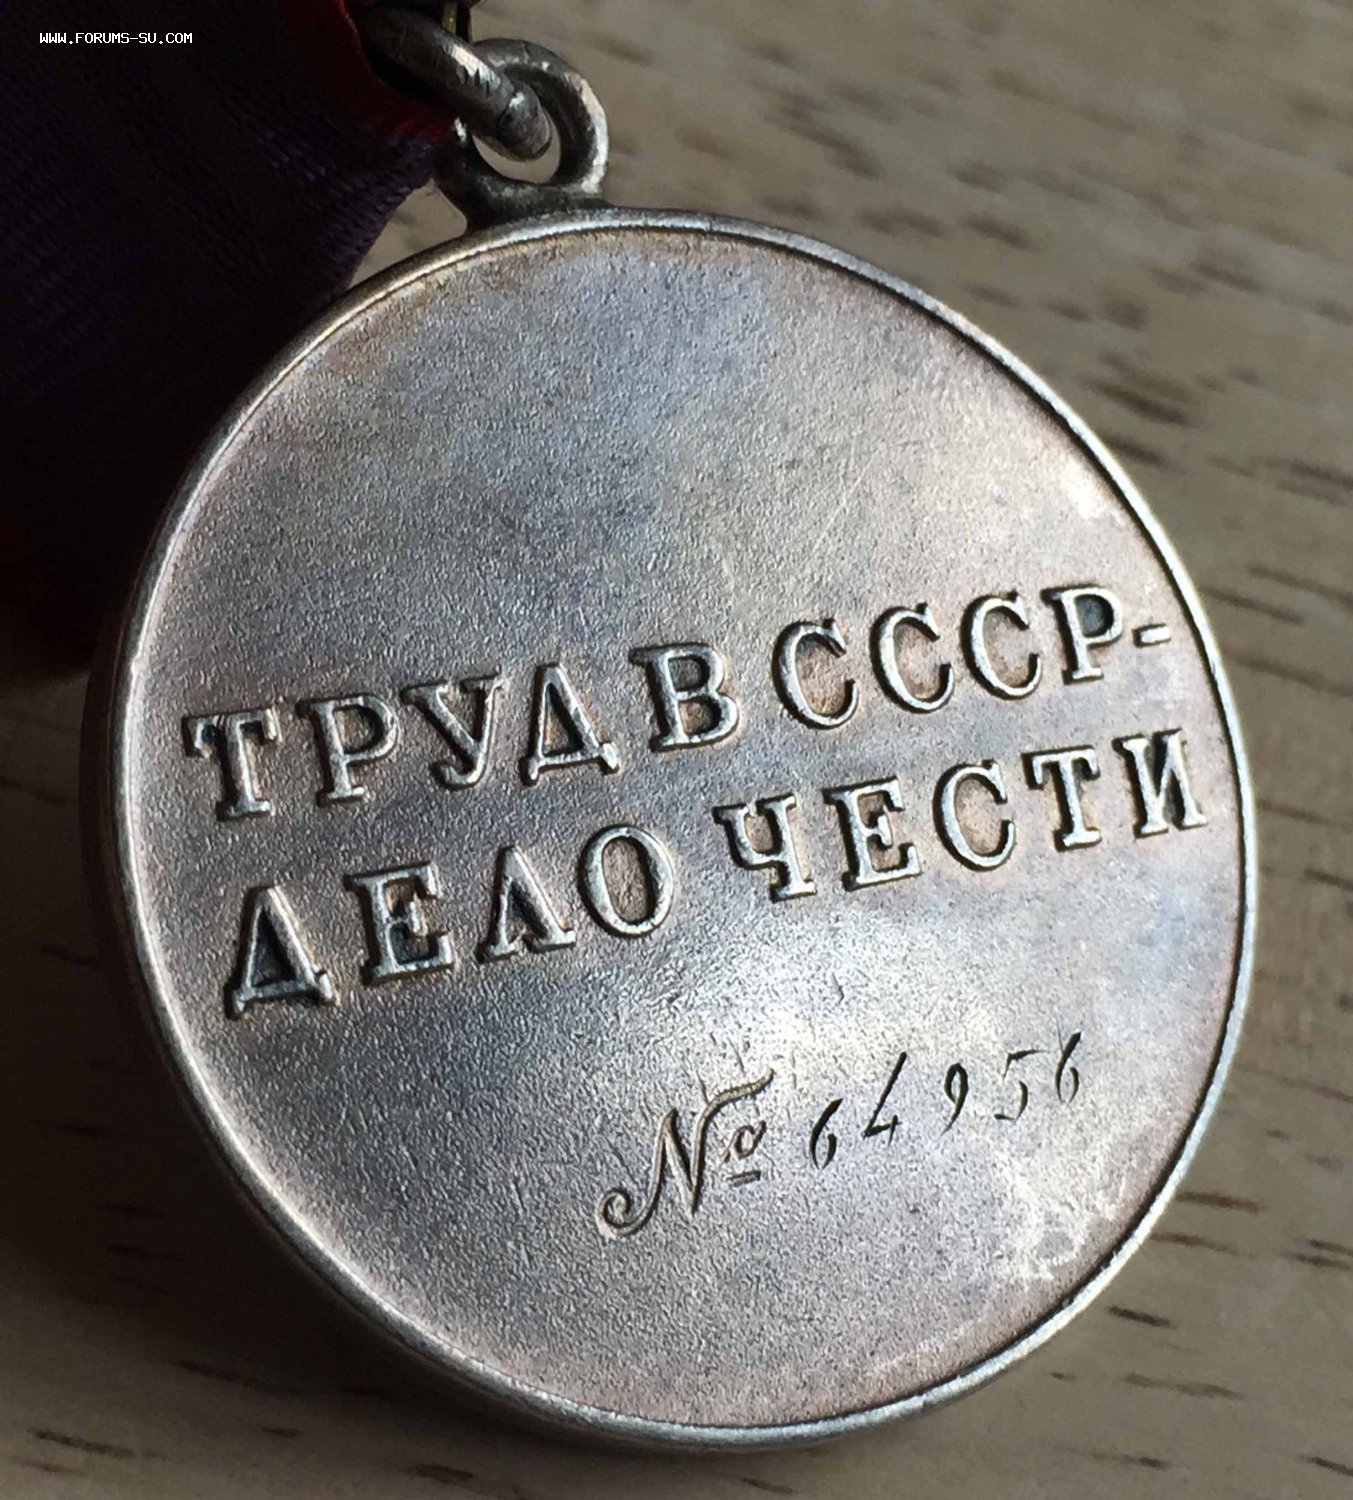 WWW.FORUMS-SU.COM
ТРУД В СССР-
ДЕЛО ЧЕСТИ
№ 64956